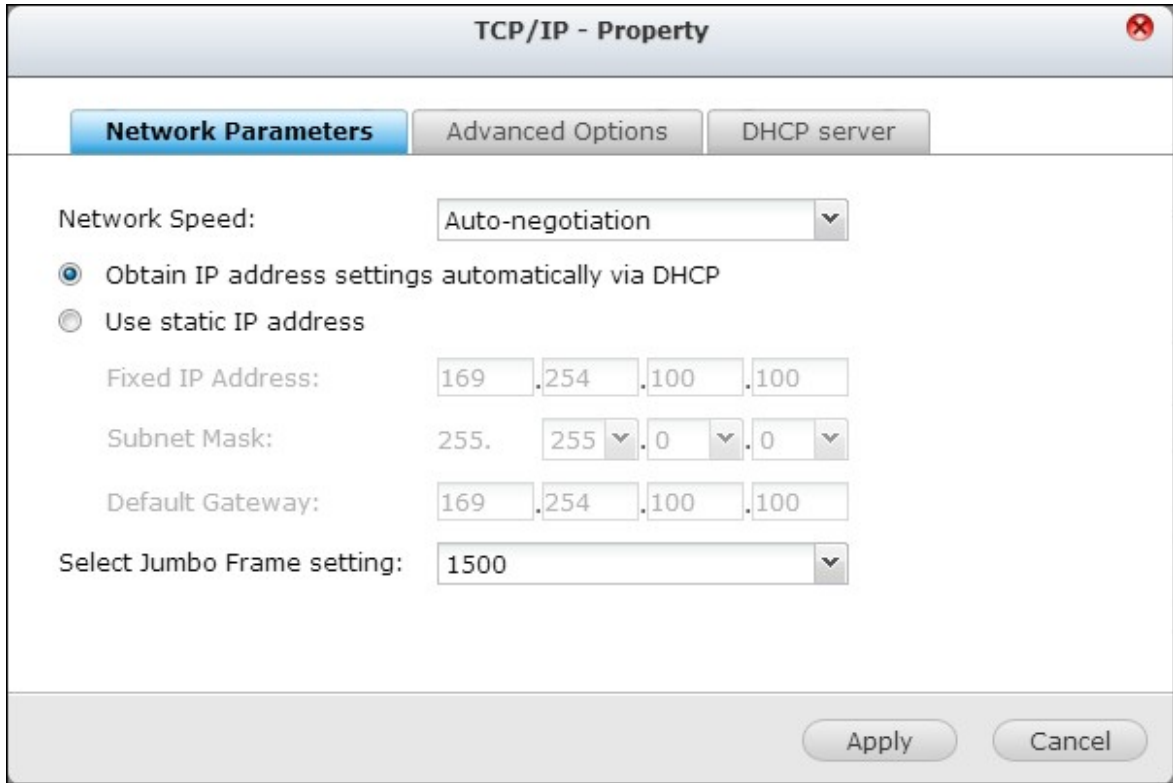 TCP/IP - Property
Network Parameters Advanced Options DHCP server
Network Speed: Auto-negotiation
Obtain IP address settings automatically via DHCP
Use static IP address
Fixed IP Address: 169 .254 .100 .100
Subnet Mask: 255. 255 .0 .0
Default Gateway: 169 .254 .100 .100
Select Jumbo Frame setting: 1500
Apply Cancel